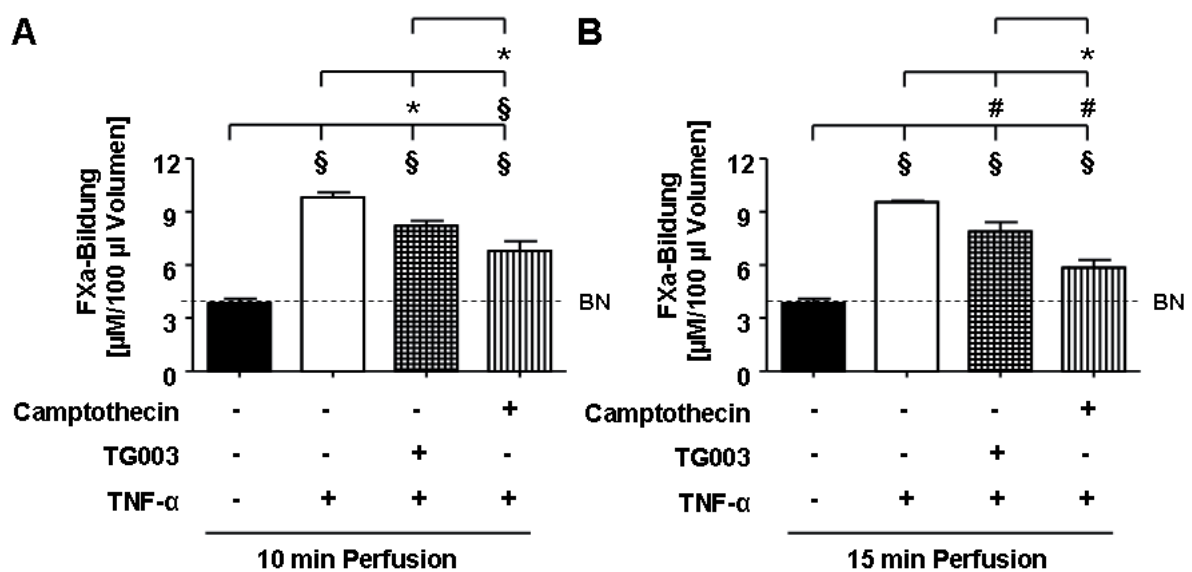 A
*
* §
§ § §
FXa-Bildung
[µM/100 µl Volumen]
12
9
6
3
0
BN
Camptothecin - - - +
TG003 - - + -
TNF-α - + + +
10 min Perfusion
B
*
# #
§ § §
FXa-Bildung
[µM/100 µl Volumen]
12
9
6
3
0
BN
Camptothecin - - - +
TG003 - - + -
TNF-α - + + +
15 min Perfusion